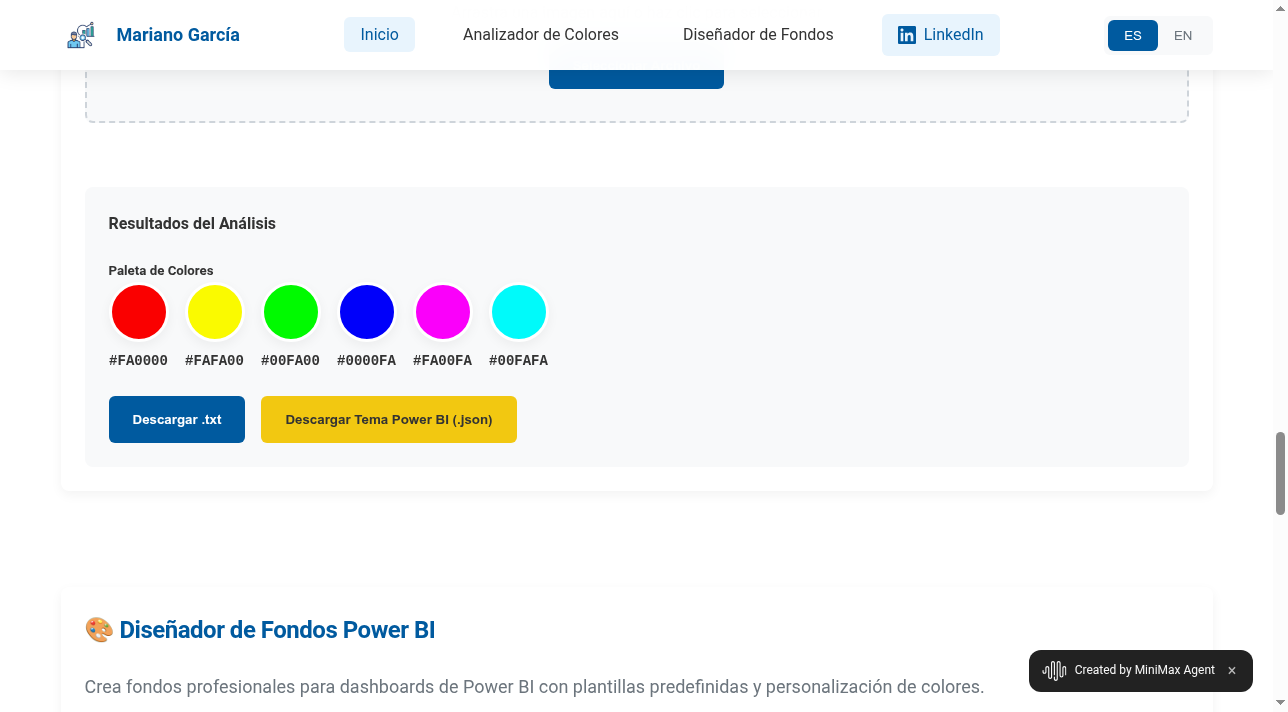 Mariano García
Inicio
Analizador de Colores
Diseñador de Fondos
LinkedIn
ES
EN
Resultados del Análisis
Paleta de Colores
#FA0000 #FAFA00 #00FA00 #0000FA #FA00FA #00FAFA
Descargar .txt
Descargar Tema Power BI (.json)
Diseñador de Fondos Power BI
Crea fondos profesionales para dashboards de Power BI con plantillas predefinidas y personalización de colores.
Created by MiniMax Agent ×